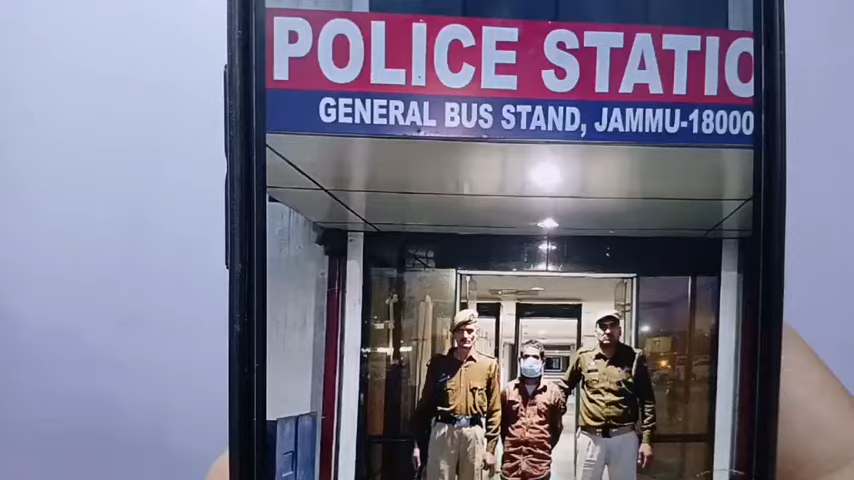 POLICE STATIO
GENERAL BUS STAND, JAMMU-18000